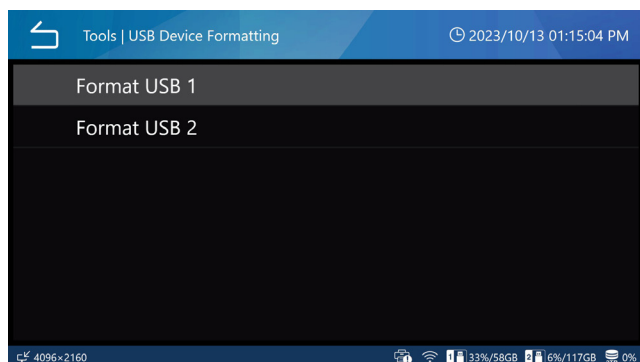 Tools | USB Device Formatting
2023/10/13 01:15:04 PM
Format USB 1
Format USB 2
4096×2160
1 33%/58GB 2 6%/117GB 0%